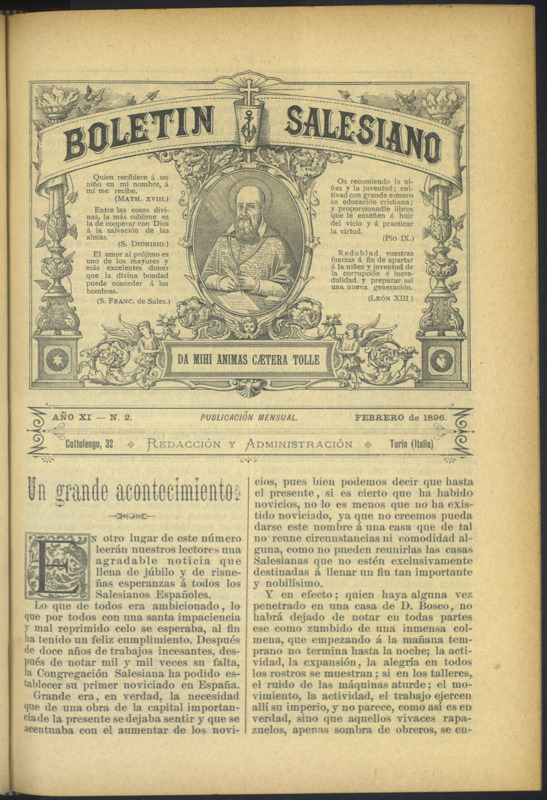 BOLETIN SALESIANO
Quien recibiere á un
niño en mi nombre, á
mí me recibe.
(MATH. XVIII.)
Entre las cosas divi-
nas, la más sublime es
la de cooperar con Dios
á la salvación de las
almas.
(S. DIONISIO.)
El amor al prójimo es
uno de los mayores y
más excelentes dones
que la divina bondad
puede conceder á los
hombres.
(S. FRANC. de Sales.)
Os recomiendo la ni-
ñez y la juventud; cul-
tivad con grande esmero
su educación cristiana;
y proporcionadle libros
que le enseñen á huir
del vicio y á practicar
la virtud.
(Pío IX.)
Redoblad vuestras
fuerzas á fin de apartar
á la niñez y juventud de
la corrupción é incre-
dulidad y preparar así
una nueva generación.
(LEÓN XIII.)
DA MIHI ANIMAS CÆTERA TOLLE
AÑO XI — N. 2. PUBLICACIÓN MENSUAL. FEBRERO de 1896.
Cottolengo, 32 REDACCIÓN Y ADMINISTRACIÓN Turín (Italia)
Un grande acontecimiento
EN otro lugar de este número
leerán nuestros lectores una
agradable noticia que
llena de júbilo y de risue-
ñas esperanzas á todos los
Salesianos Españoles.
Lo que de todos era ambicionado, lo
que por todos con una santa impaciencia
y mal reprimido celo se esperaba, al fin
ha tenido un feliz cumplimiento. Después
de doce años de trabajos incesantes, des-
pués de notar mil y mil veces su falta,
la Congregación Salesiana ha podido es-
tablecer su primer noviciado en España.
Grande era, en verdad, la necesidad
que de una obra de la capital importan-
cia de la presente se dejaba sentir y que se
acentuaba con el aumentar de los novi-
cios, pues bien podemos decir que hasta
el presente, si es cierto que ha habido
novicios, no lo es menos que no ha exis-
tido noviciado, ya que no creemos pueda
darse este nombre á una casa que de tal
no reune circunstancias ni comodidad al-
guna, como no pueden reunirlas las casas
Salesianas que no estén exclusivamente
destinadas á llenar un fin tan importante
y nobilísimo.
Y en efecto; quien haya alguna vez
penetrado en una casa de D. Bosco, no
habrá dejado de notar en todas partes
ese como zumbido de una inmensa col-
mena, que empezando á la mañana tem-
prano no termina hasta la noche; la acti-
vidad, la expansión, la alegría en todos
los rostros se muestran; si en los talleres,
el ruido de las máquinas aturde; el mo-
vimiento, la actividad, el trabajo ejercen
allí su imperio, y no parece, como así es en
verdad, sino que aquellos vivaces rapa-
zuelos, apenas sombra de obreros, se en-